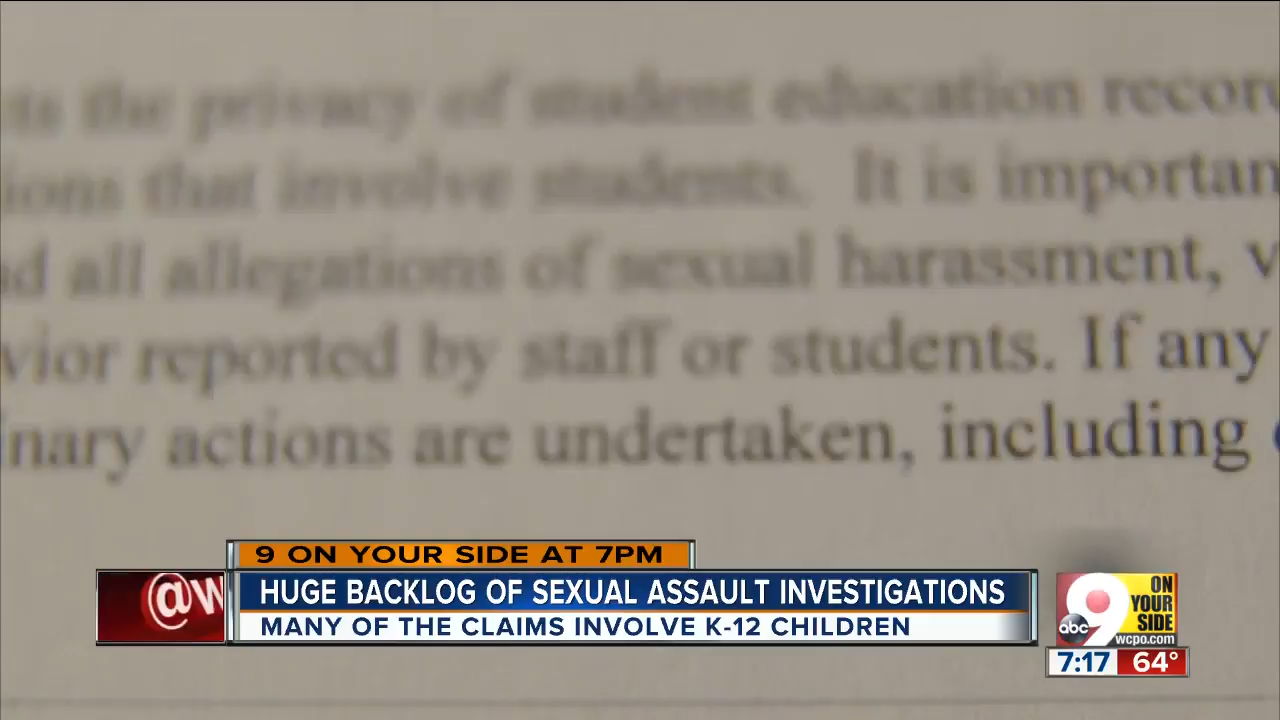 ts the privacy of student education recor
ions that involve students. It is importan
d all allegations of sexual harassment, v
vior reported by staff or students. If any
inary actions are undertaken, including
9 ON YOUR SIDE AT 7PM
@W
HUGE BACKLOG OF SEXUAL ASSAULT INVESTIGATIONS
MANY OF THE CLAIMS INVOLVE K-12 CHILDREN
abc 9 ON YOUR SIDE
wcpo.com
7:17 64°